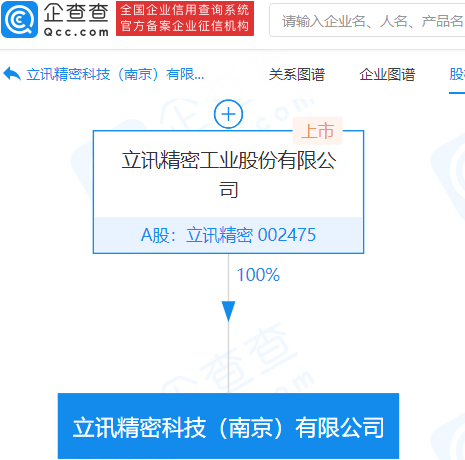 企查查
Qcc.com
全国企业信用查询系统
官方备案企业征信机构
请输入企业名、人名、产品名
立讯精密科技（南京）有限...
关系图谱
企业图谱
上市
立讯精密工业股份有限公
司
A股：立讯精密 002475
100%
企查查
立讯精密科技（南京）有限公司